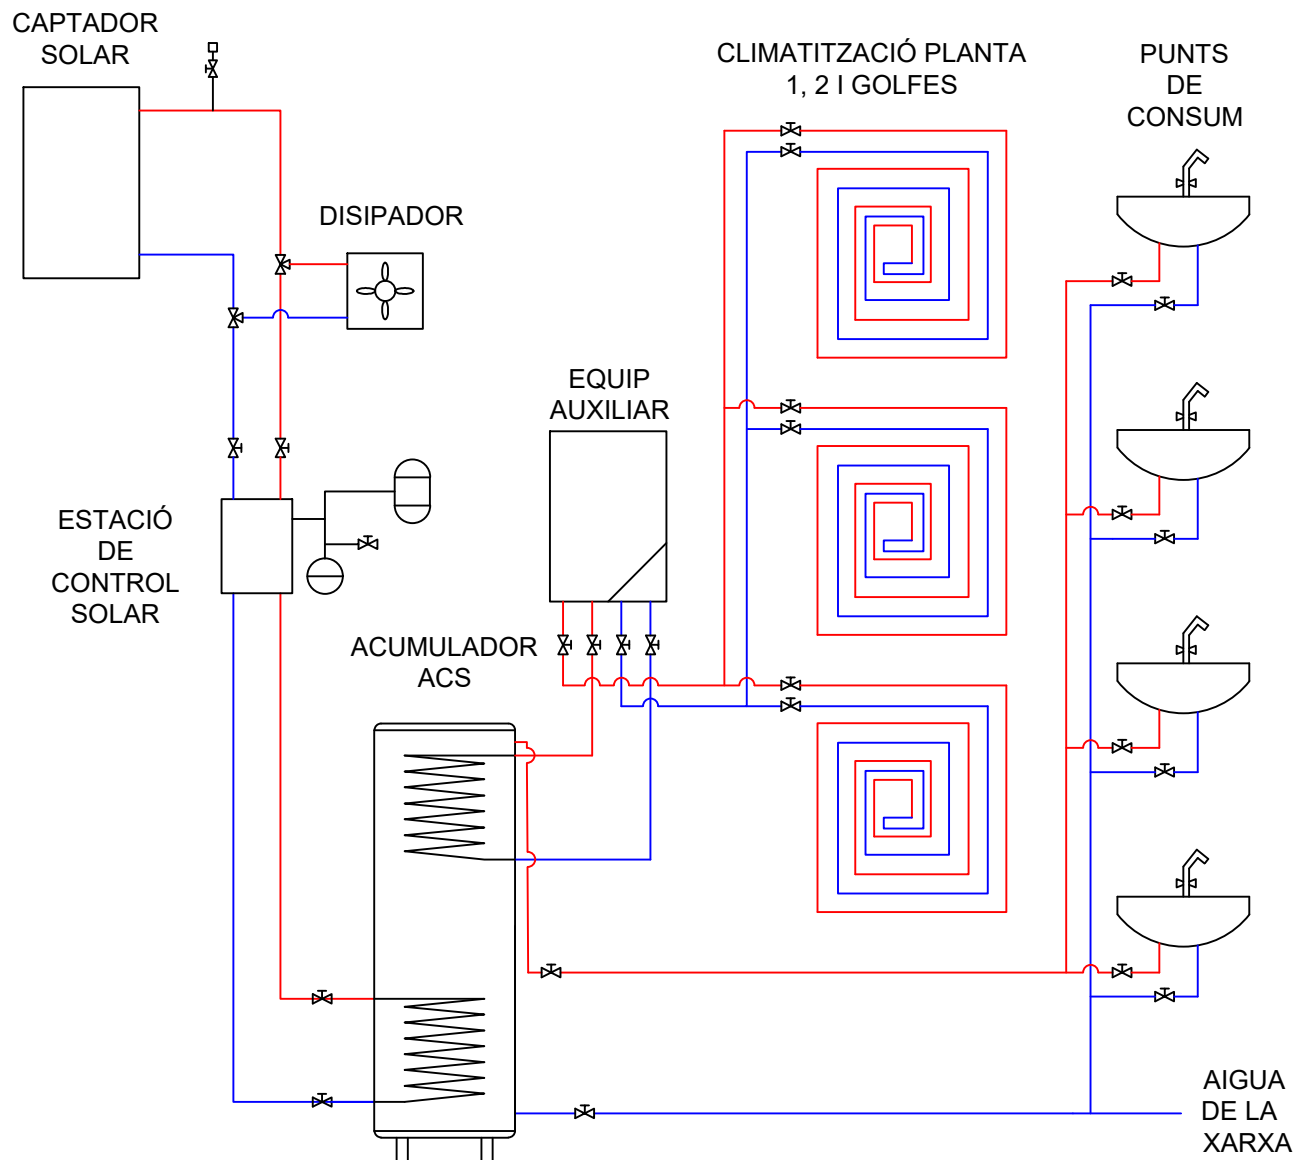 CAPTADOR
SOLAR
CLIMATITZACIÓ PLANTA
1, 2 I GOLFES
PUNTS
DE
CONSUM
DISIPADOR
EQUIP
AUXILIAR
ESTACIÓ
DE
CONTROL
SOLAR
ACUMULADOR
ACS
AIGUA
DE LA
XARXA